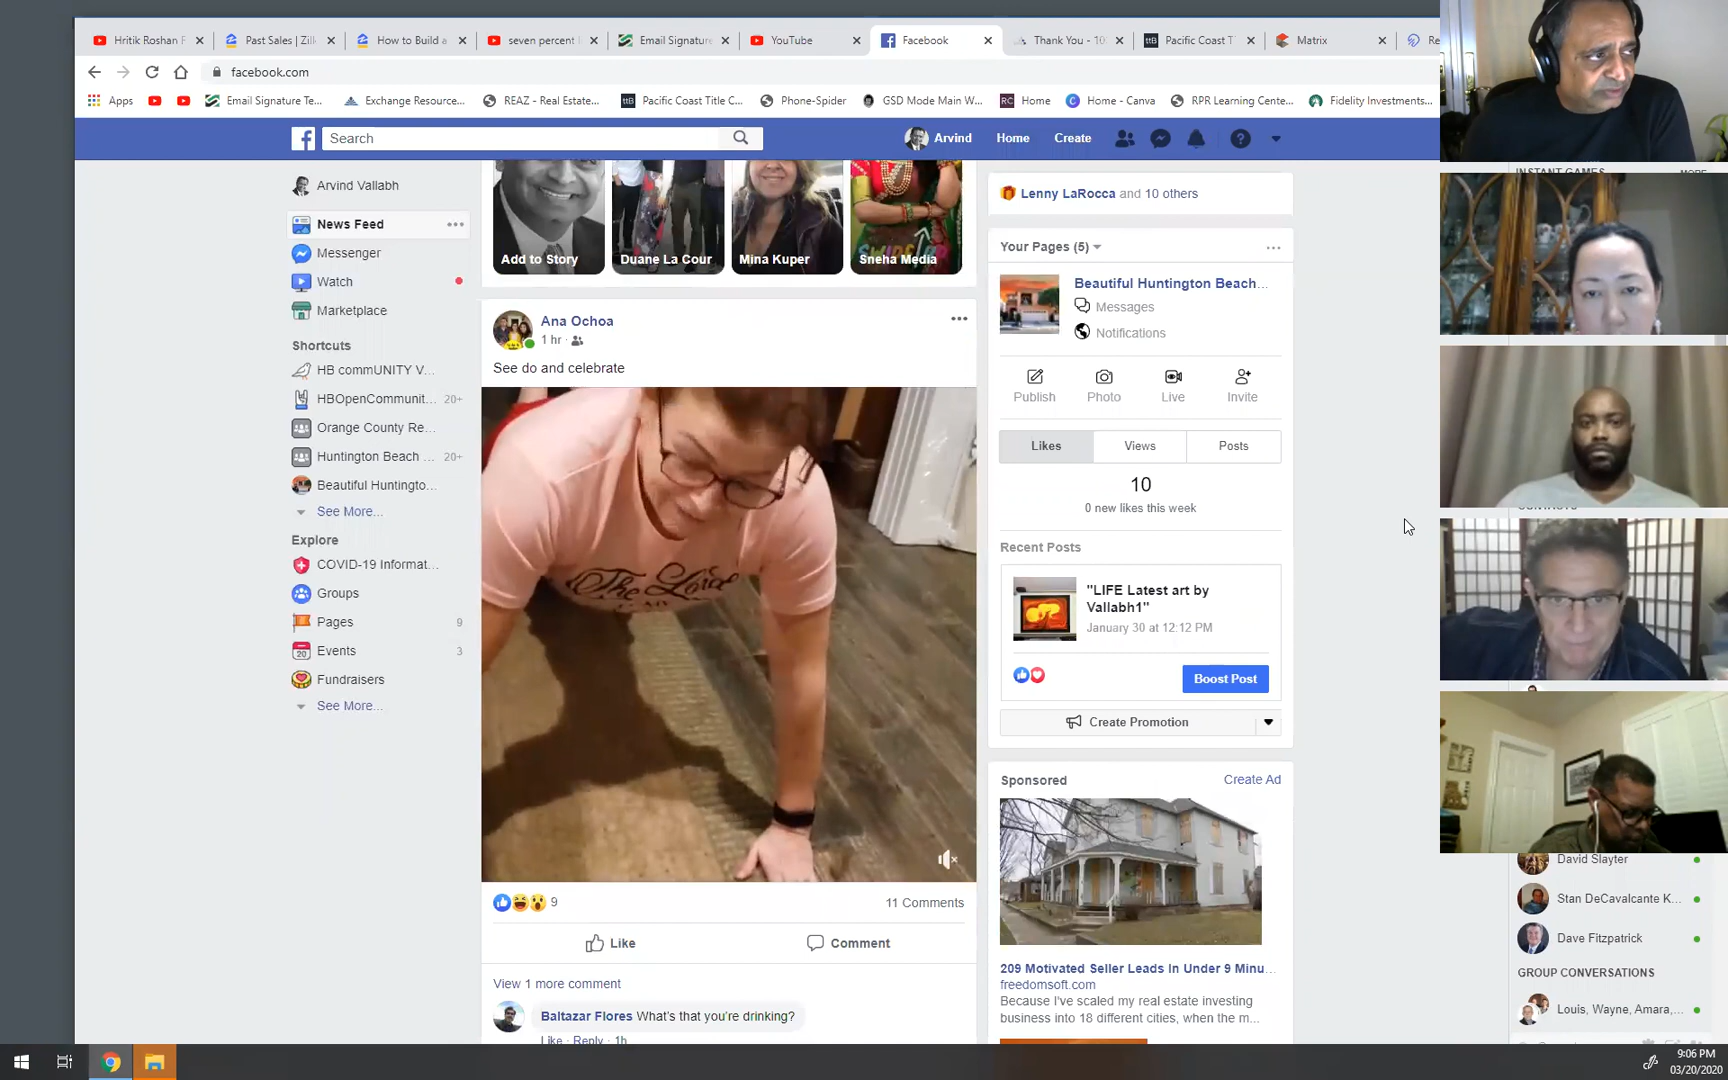 Hritik Roshan F
Past Sales | Zill
How to Build a
seven percent
Email Signature
YouTube
Facebook
Thank You - 10
Pacific Coast T
Matrix
Re
facebook.com
Apps
Email Signature Te...
Exchange Resource...
REAZ - Real Estate...
Pacific Coast Title C...
Phone-Spider
GSD Mode Main W...
Home
Home - Canva
RPR Learning Cente...
Fidelity Investments...
Search
Arvind
Home
Create
Arvind Vallabh
News Feed
Messenger
Watch
Marketplace
Shortcuts
HB commUNITY V...
HBOpenCommunit...
20+
Orange County Re...
Huntington Beach ...
20+
Beautiful Huntingto...
See More...
Explore
COVID-19 Informat...
Groups
Pages
9
Events
3
Fundraisers
See More...
Add to Story
Duane La Cour
Mina Kuper
Sneha Media
Ana Ochoa
1 hr
See do and celebrate
The Lord
9
11 Comments
Like
Comment
View 1 more comment
Baltazar Flores What's that you're drinking?
Like · Reply · 1h
Lenny LaRocca and 10 others
Your Pages (5)
Beautiful Huntington Beach...
Messages
Notifications
Publish
Photo
Live
Invite
Likes
Views
Posts
10
0 new likes this week
Recent Posts
"LIFE Latest art by
Vallabh1"
January 30 at 12:12 PM
Boost Post
Create Promotion
Sponsored
Create Ad
209 Motivated Seller Leads In Under 9 Minu...
freedomsoft.com
Because I've scaled my real estate investing
business into 18 different cities, when the m...
INSTANT GAMES
MORE
David Slayter
Stan DeCavalcante K...
Dave Fitzpatrick
GROUP CONVERSATIONS
Louis, Wayne, Amara,...
9:06 PM
03/20/2020